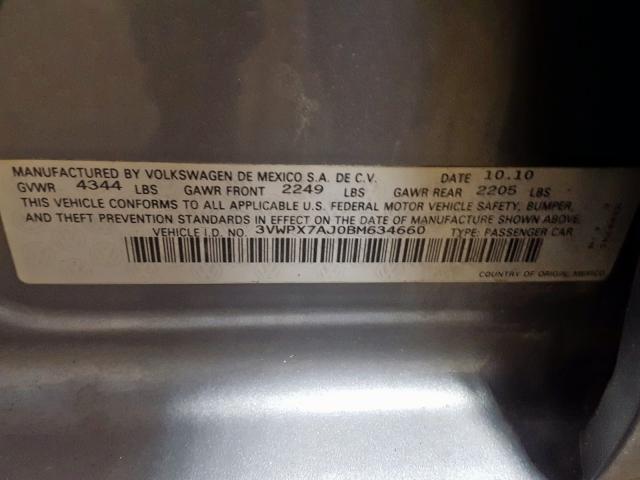 MANUFACTURED BY VOLKSWAGEN DE MEXICO S.A. DE C.V. DATE 10.10
GVWR 4344 LBS GAWR FRONT 2249 LBS GAWR REAR 2205 LBS
THIS VEHICLE CONFORMS TO ALL APPLICABLE U.S. FEDERAL MOTOR VEHICLE SAFETY, BUMPER,
AND THEFT PREVENTION STANDARDS IN EFFECT ON THE DATE OF MANUFACTURE SHOWN ABOVE.
VEHICLE I.D. NO. 3VWPX7AJ0BM634660 TYPE: PASSENGER CAR
COUNTRY OF ORIGIN, MEXICO